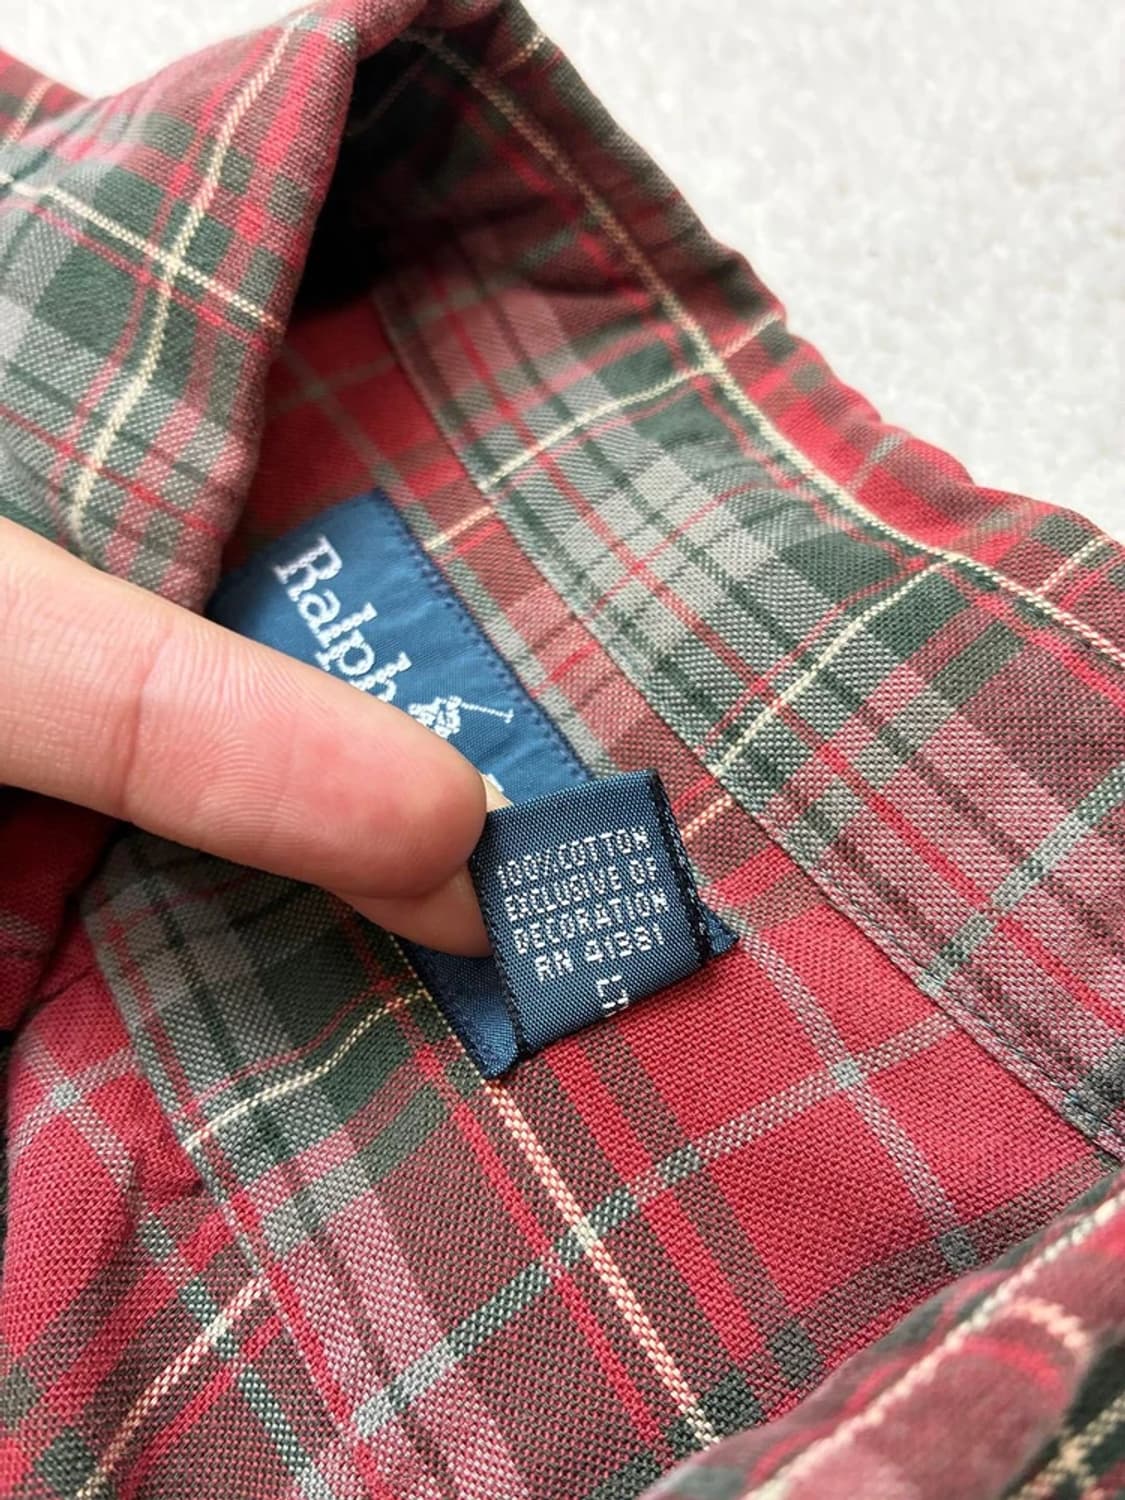 Ralph
100% COTTON
EXCLUSIVE OF
DECORATION
RN 41381